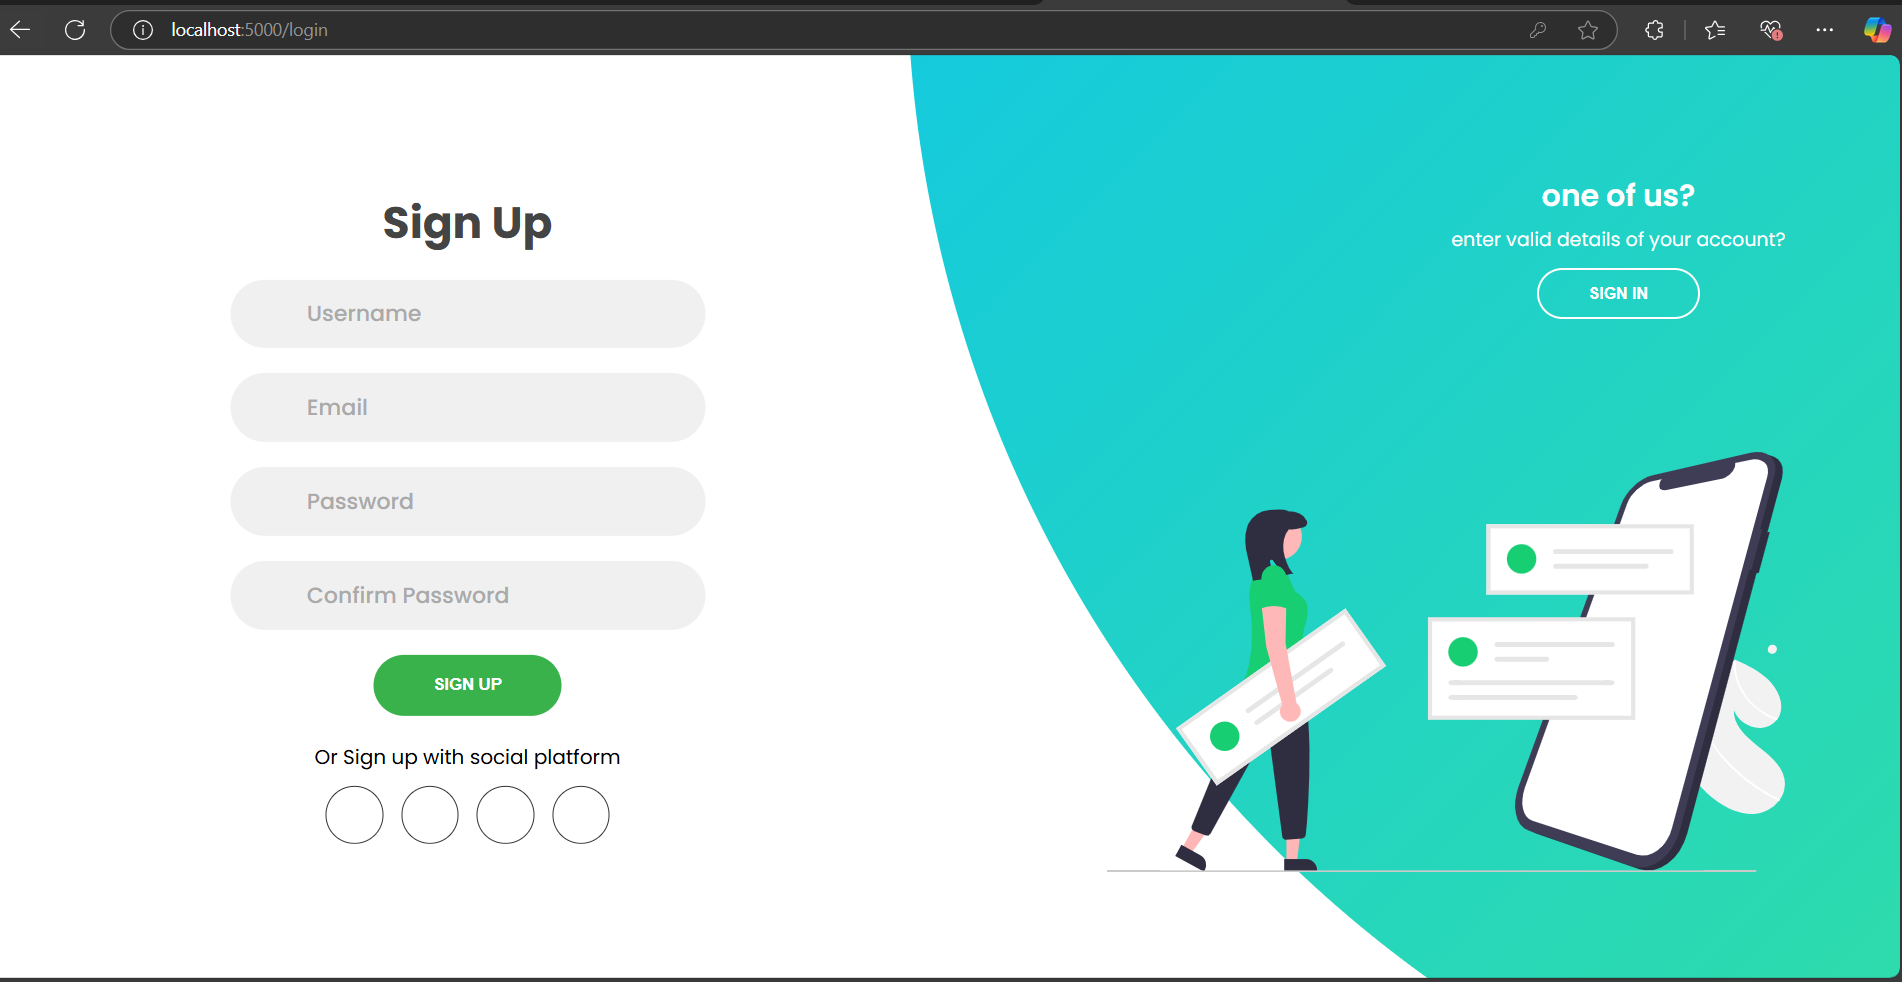 localhost:5000/login
Sign Up
Username
Email
Password
Confirm Password
SIGN UP
Or Sign up with social platform
one of us?
enter valid details of your account?
SIGN IN